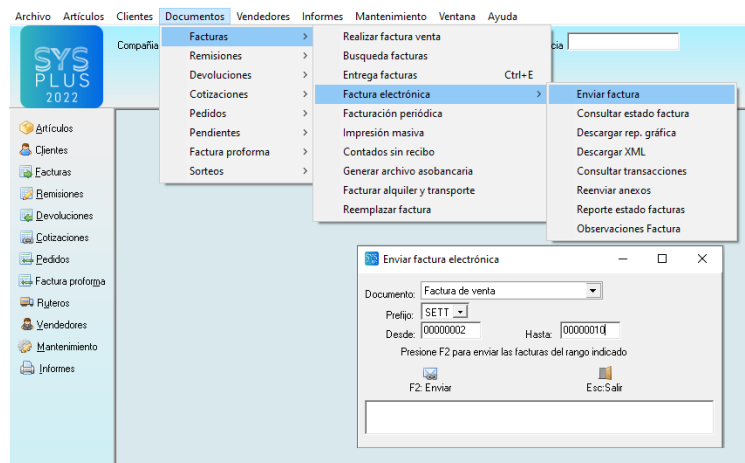 Archivo Artículos Clientes Documentos Vendedores Informes Mantenimiento Ventana Ayuda
SYS
PLUS
2022
Compañia
cia
Facturas
Remisiones
Devoluciones
Cotizaciones
Pedidos
Pendientes
Factura proforma
Sorteos
Realizar factura venta
Busqueda facturas
Entrega facturas Ctrl+E
Factura electrónica
Facturación periódica
Impresión masiva
Contados sin recibo
Generar archivo asobancaria
Facturar alquiler y transporte
Reemplazar factura
Enviar factura
Consultar estado factura
Descargar rep. gráfica
Descargar XML
Consultar transacciones
Reenviar anexos
Reporte estado facturas
Observaciones Factura
Artículos
Clientes
Facturas
Remisiones
Devoluciones
Cotizaciones
Pedidos
Factura proforma
Ruteros
Vendedores
Mantenimiento
Informes
Enviar factura electrónica
Documento: Factura de venta
Prefijo: SETT
Desde: 00000002 Hasta: 00000010
Presione F2 para enviar las facturas del rango indicado
F2: Enviar Esc:Salir